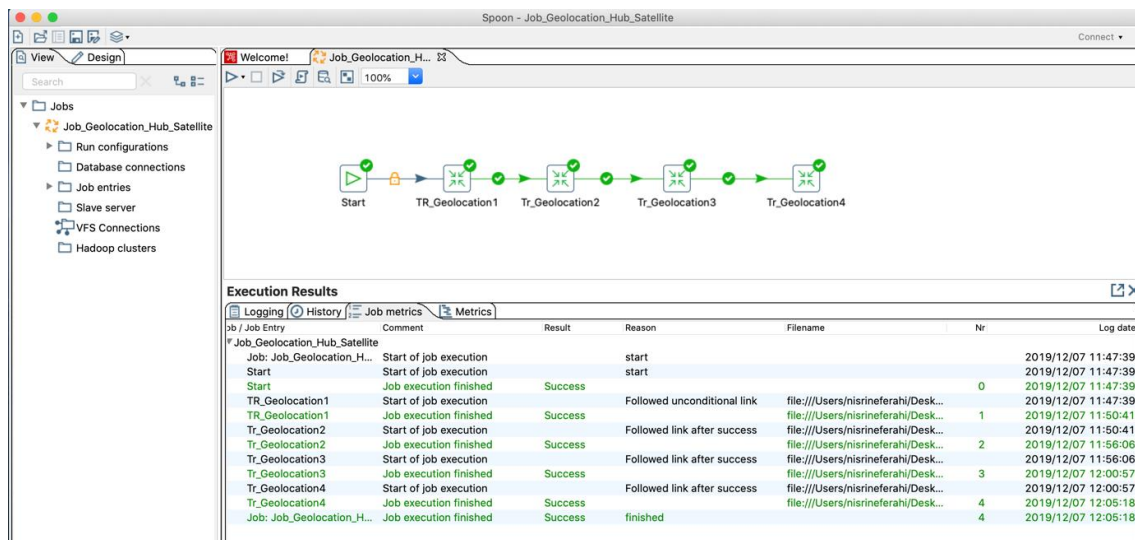 Spoon - Job_Geolocation_Hub_Satellite
Connect
View Design
Welcome! Job_Geolocation_H...
Search
100%
Jobs
Job_Geolocation_Hub_Satellite
Run configurations
Database connections
Job entries
Slave server
VFS Connections
Hadoop clusters
Start TR_Geolocation1 Tr_Geolocation2 Tr_Geolocation3 Tr_Geolocation4
Execution Results
Logging History Job metrics Metrics
ob / Job Entry Comment Result Reason Filename Nr Log date
Job_Geolocation_Hub_Satellite
Job: Job_Geolocation_H... Start of job execution start 2019/12/07 11:47:39
Start Start of job execution start 2019/12/07 11:47:39
Start Job execution finished Success 0 2019/12/07 11:47:39
TR_Geolocation1 Start of job execution Followed unconditional link file:///Users/nisrineferahi/Desk... 2019/12/07 11:47:39
TR_Geolocation1 Job execution finished Success file:///Users/nisrineferahi/Desk... 1 2019/12/07 11:50:41
Tr_Geolocation2 Start of job execution Followed link after success file:///Users/nisrineferahi/Desk... 2019/12/07 11:50:41
Tr_Geolocation2 Job execution finished Success file:///Users/nisrineferahi/Desk... 2 2019/12/07 11:56:06
Tr_Geolocation3 Start of job execution Followed link after success file:///Users/nisrineferahi/Desk... 2019/12/07 11:56:06
Tr_Geolocation3 Job execution finished Success file:///Users/nisrineferahi/Desk... 3 2019/12/07 12:00:57
Tr_Geolocation4 Start of job execution Followed link after success file:///Users/nisrineferahi/Desk... 2019/12/07 12:00:57
Tr_Geolocation4 Job execution finished Success file:///Users/nisrineferahi/Desk... 4 2019/12/07 12:05:18
Job: Job_Geolocation_H... Job execution finished Success finished 4 2019/12/07 12:05:18